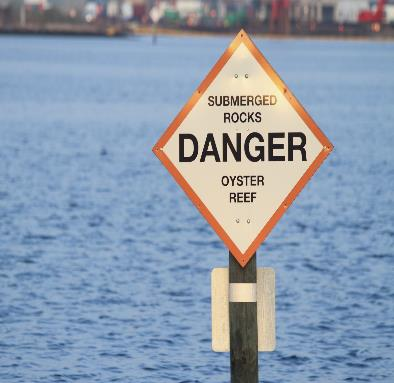 SUBMERGED
ROCKS
DANGER
OYSTER
REEF